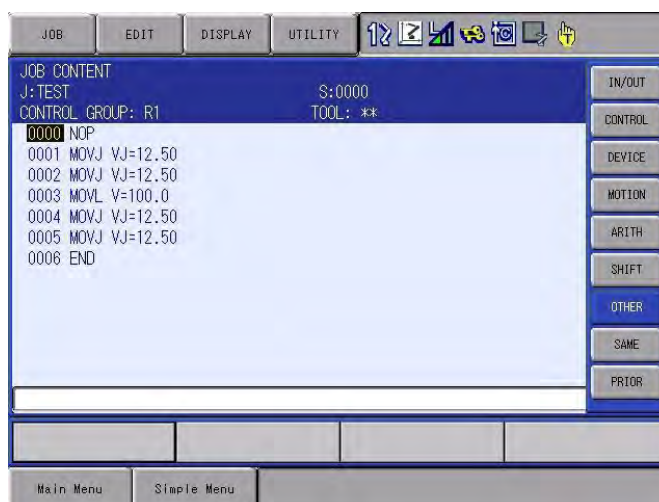 JOB EDIT DISPLAY UTILITY
JOB CONTENT
J:TEST S:0000
CONTROL GROUP: R1 TOOL: **
0000 NOP
0001 MOVJ VJ=12.50
0002 MOVJ VJ=12.50
0003 MOVL V=100.0
0004 MOVJ VJ=12.50
0005 MOVJ VJ=12.50
0006 END
IN/OUT
CONTROL
DEVICE
MOTION
ARITH
SHIFT
OTHER
SAME
PRIOR
Main Menu Simple Menu